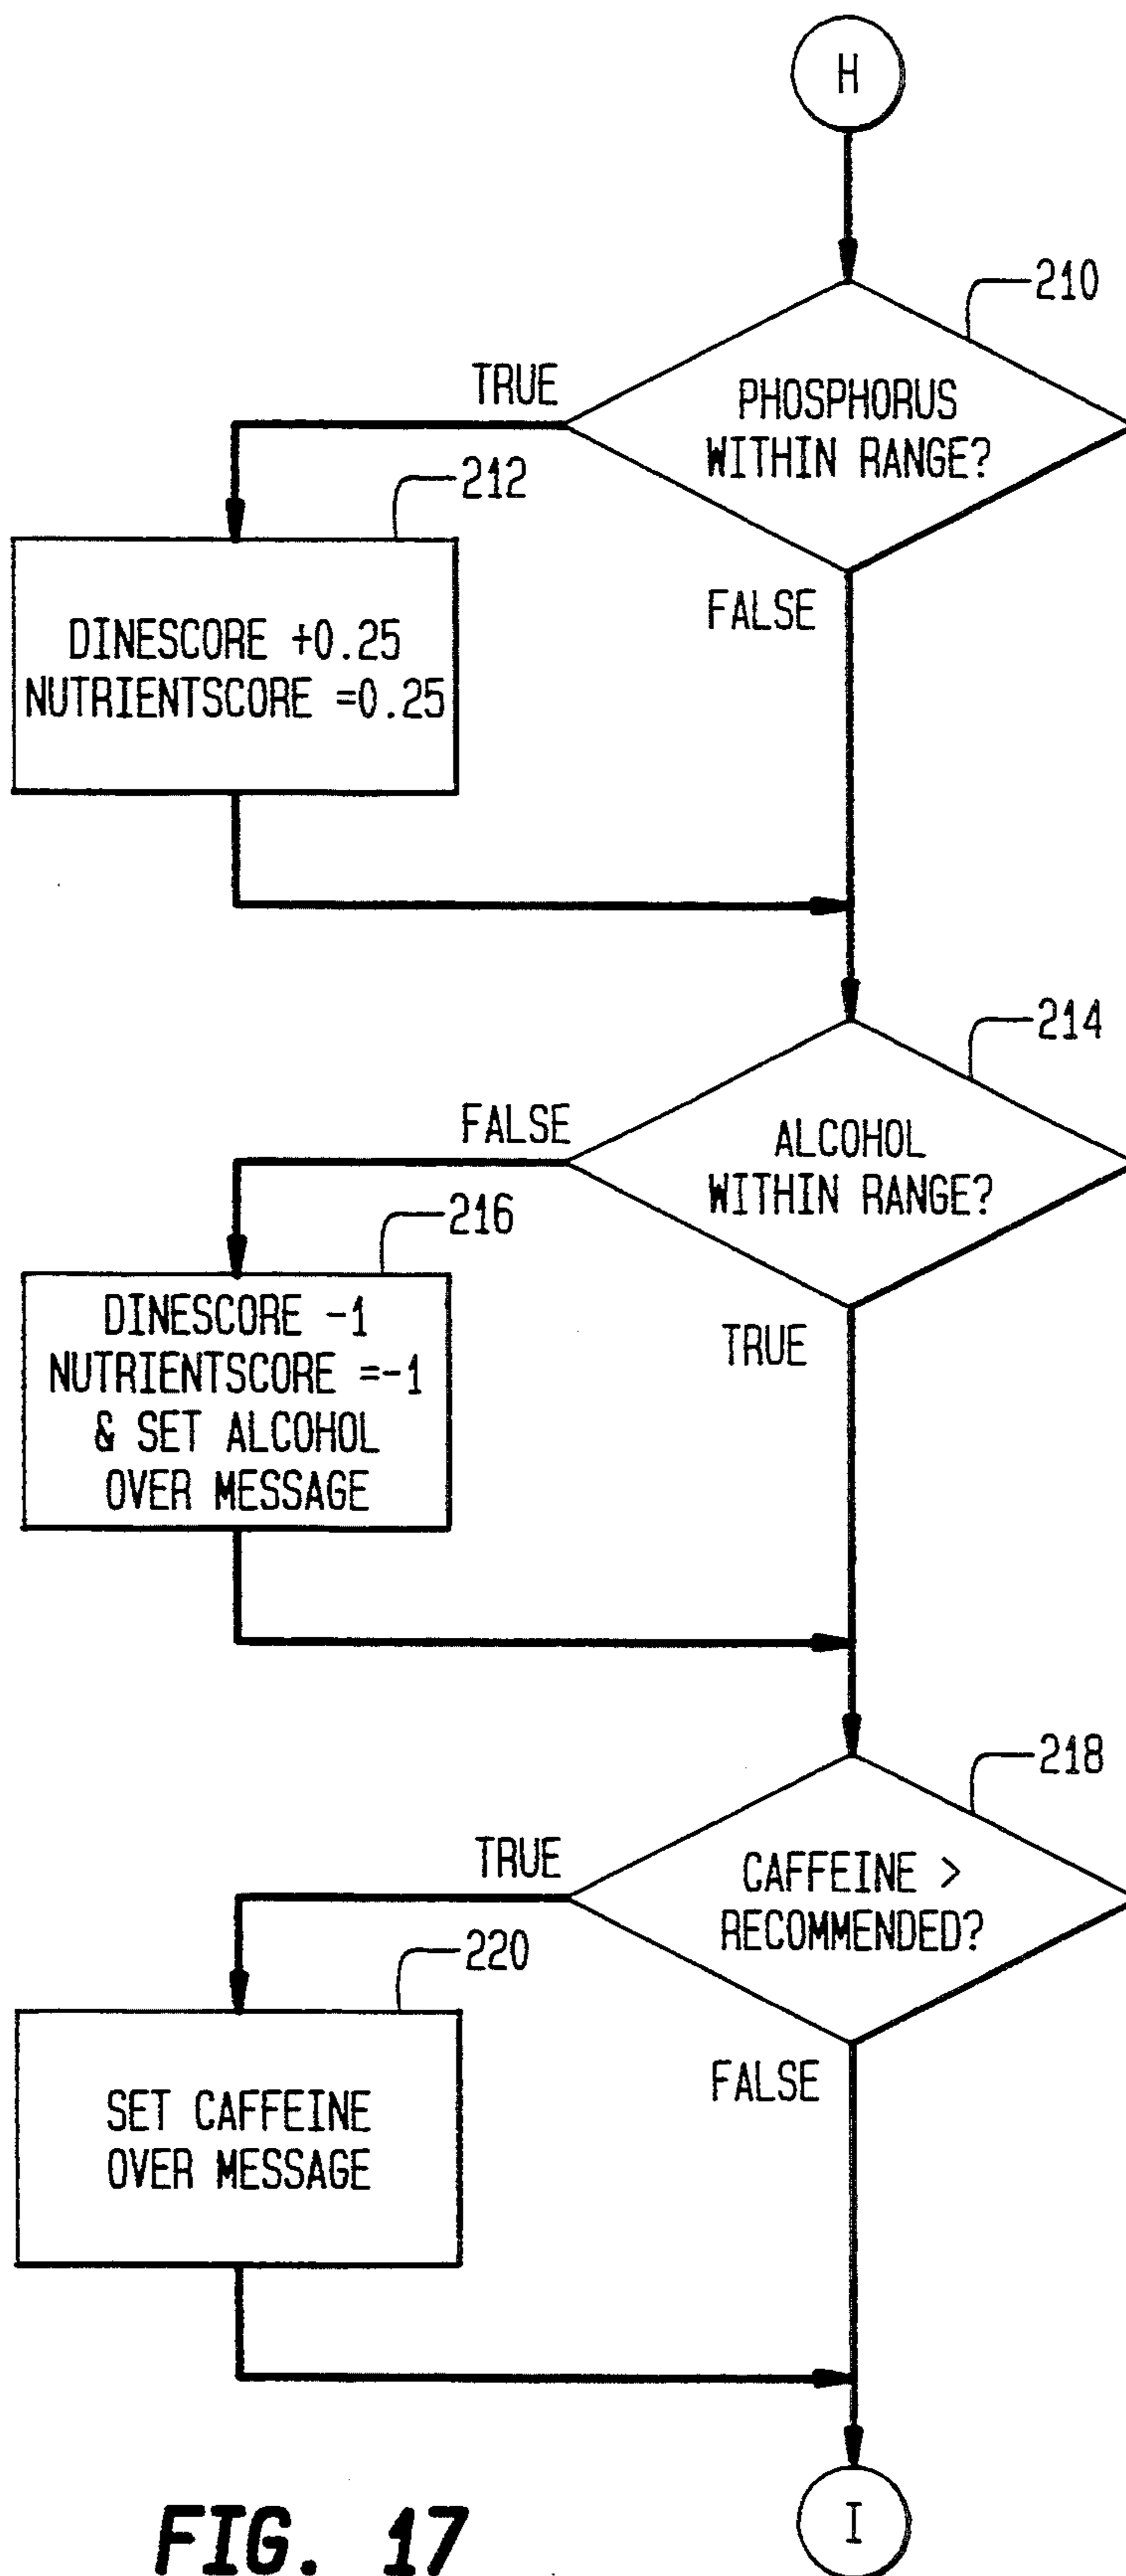 H
210
PHOSPHORUS
WITHIN RANGE?
TRUE
FALSE
212
DINESCORE +0.25
NUTRIENTSCORE =0.25
214
ALCOHOL
WITHIN RANGE?
FALSE
TRUE
216
DINESCORE -1
NUTRIENTSCORE =-1
& SET ALCOHOL
OVER MESSAGE
218
CAFFEINE >
RECOMMENDED?
TRUE
FALSE
220
SET CAFFEINE
OVER MESSAGE
I
FIG. 17